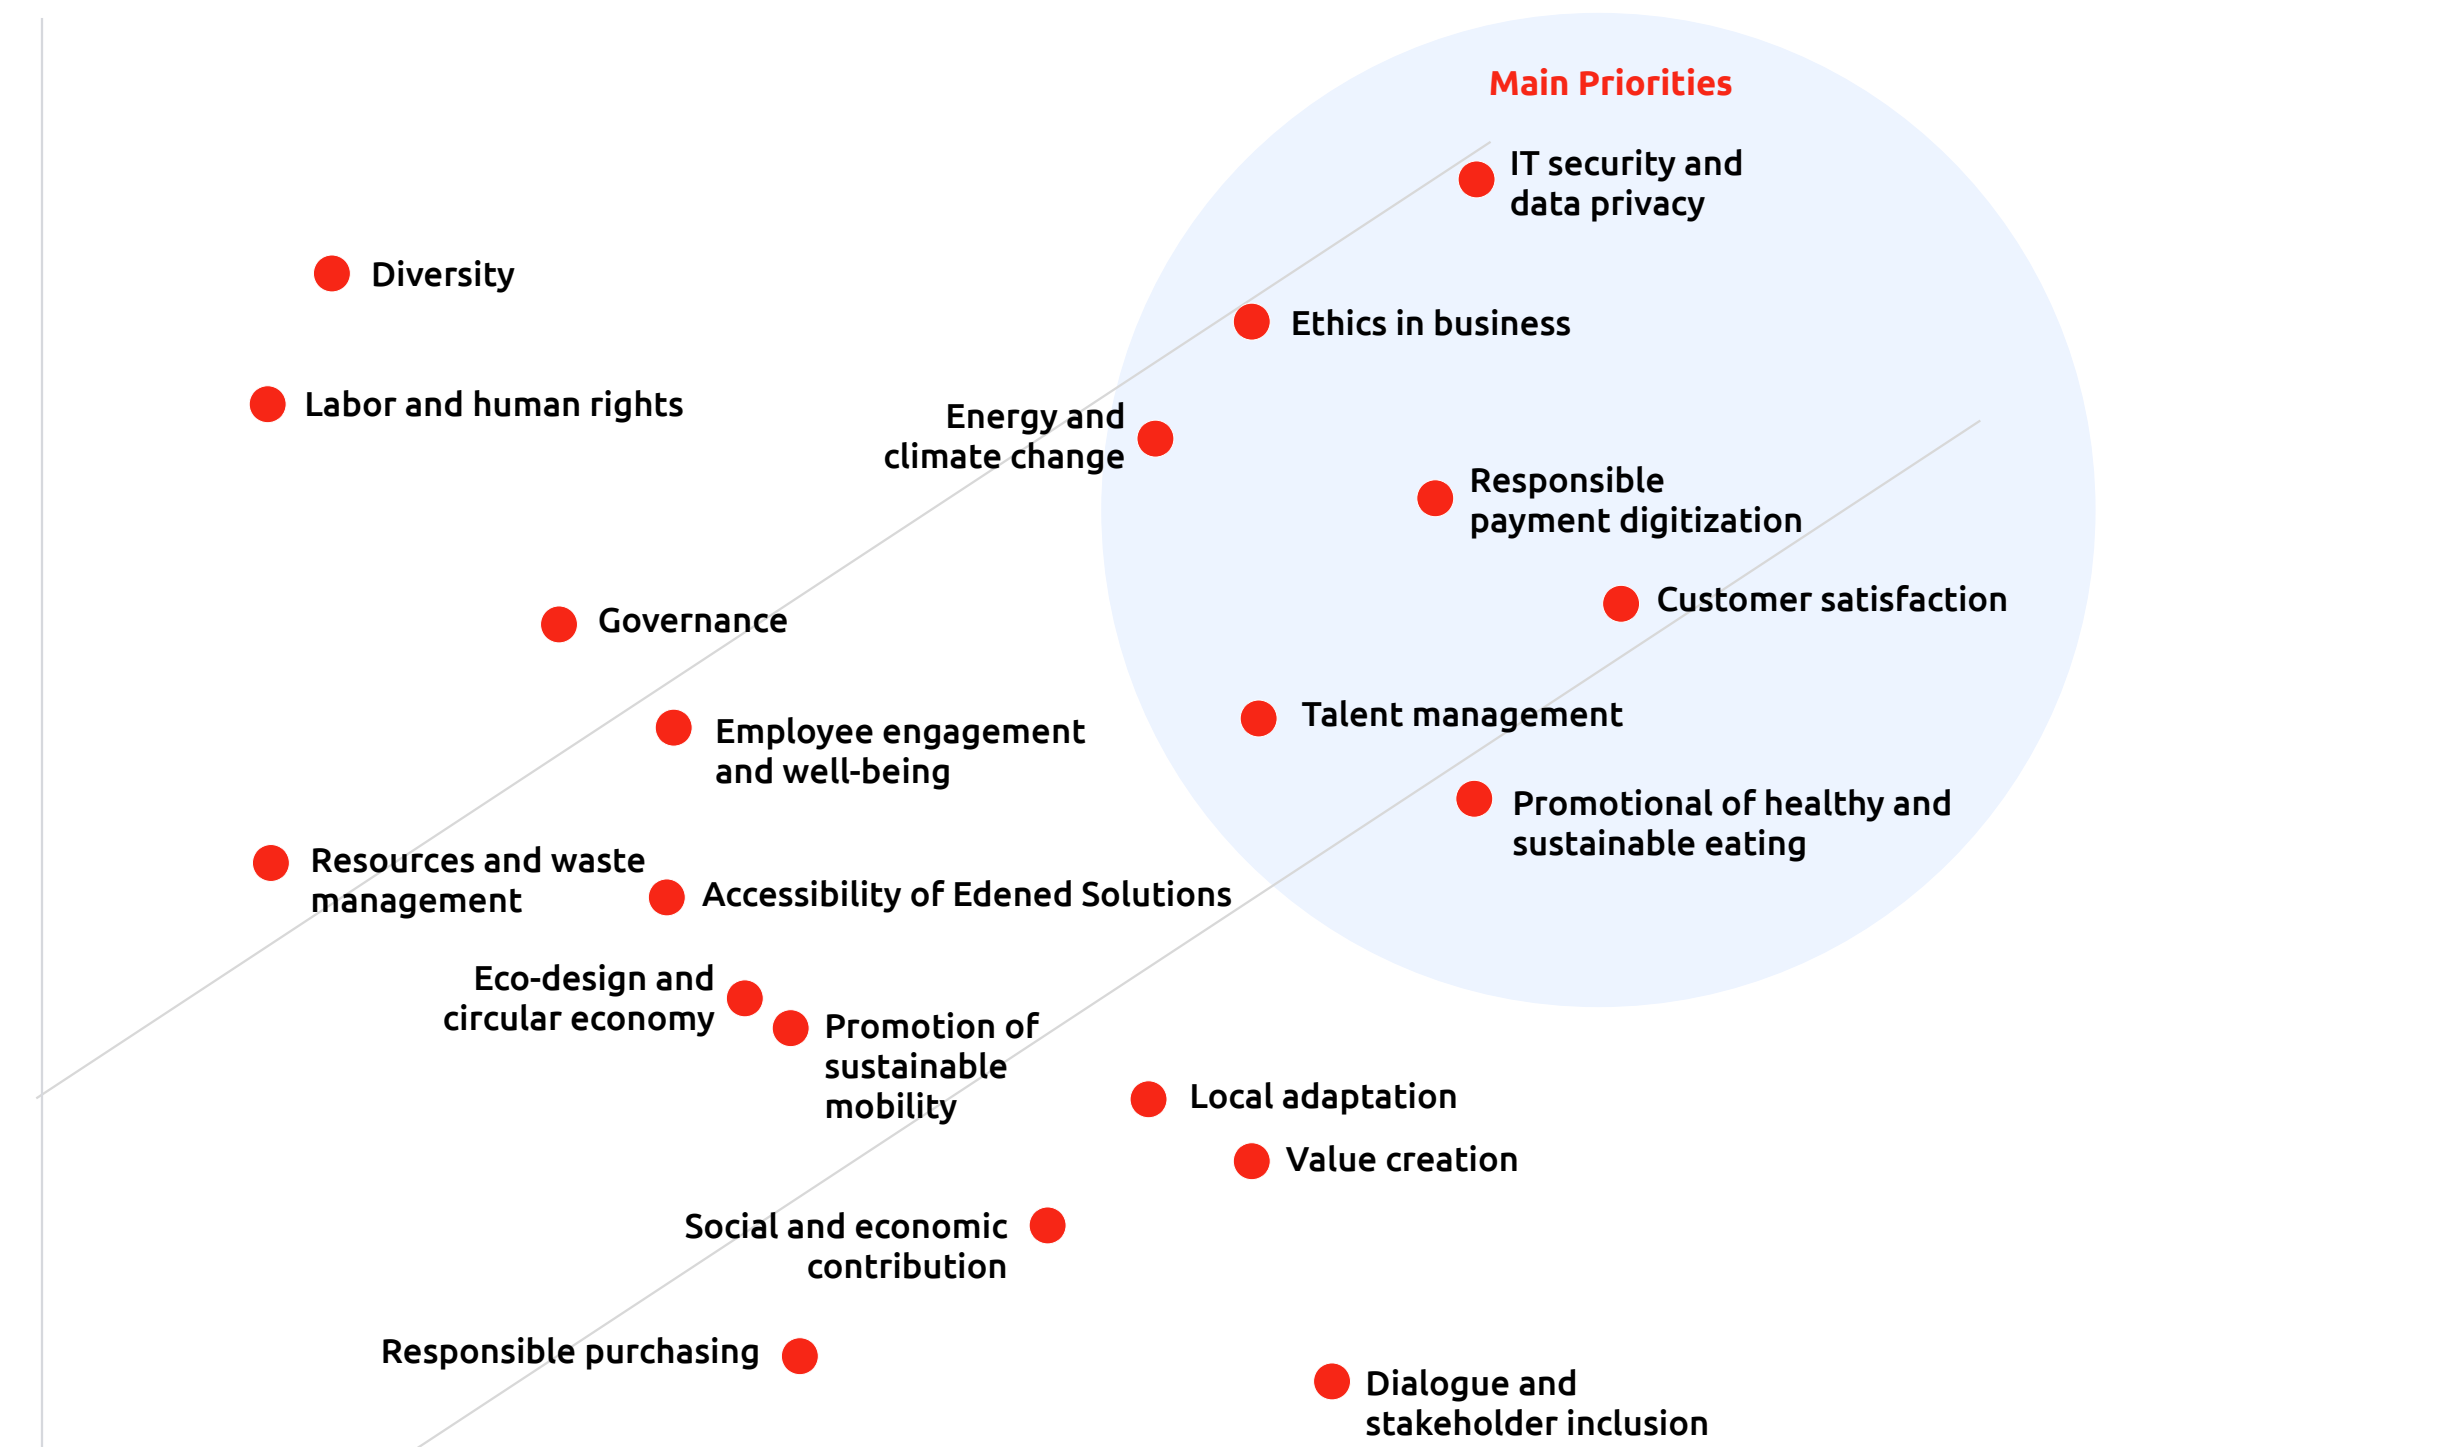 Main Priorities
IT security and
data privacy
Diversity
Ethics in business
Labor and human rights
Energy and
climate change
Responsible
payment digitization
Customer satisfaction
Governance
Talent management
Employee engagement
and well-being
Promotional of healthy and
sustainable eating
Resources and waste
management
Accessibility of Edened Solutions
Eco-design and
circular economy
Promotion of
sustainable
mobility
Local adaptation
Value creation
Social and economic
contribution
Responsible purchasing
Dialogue and
stakeholder inclusion